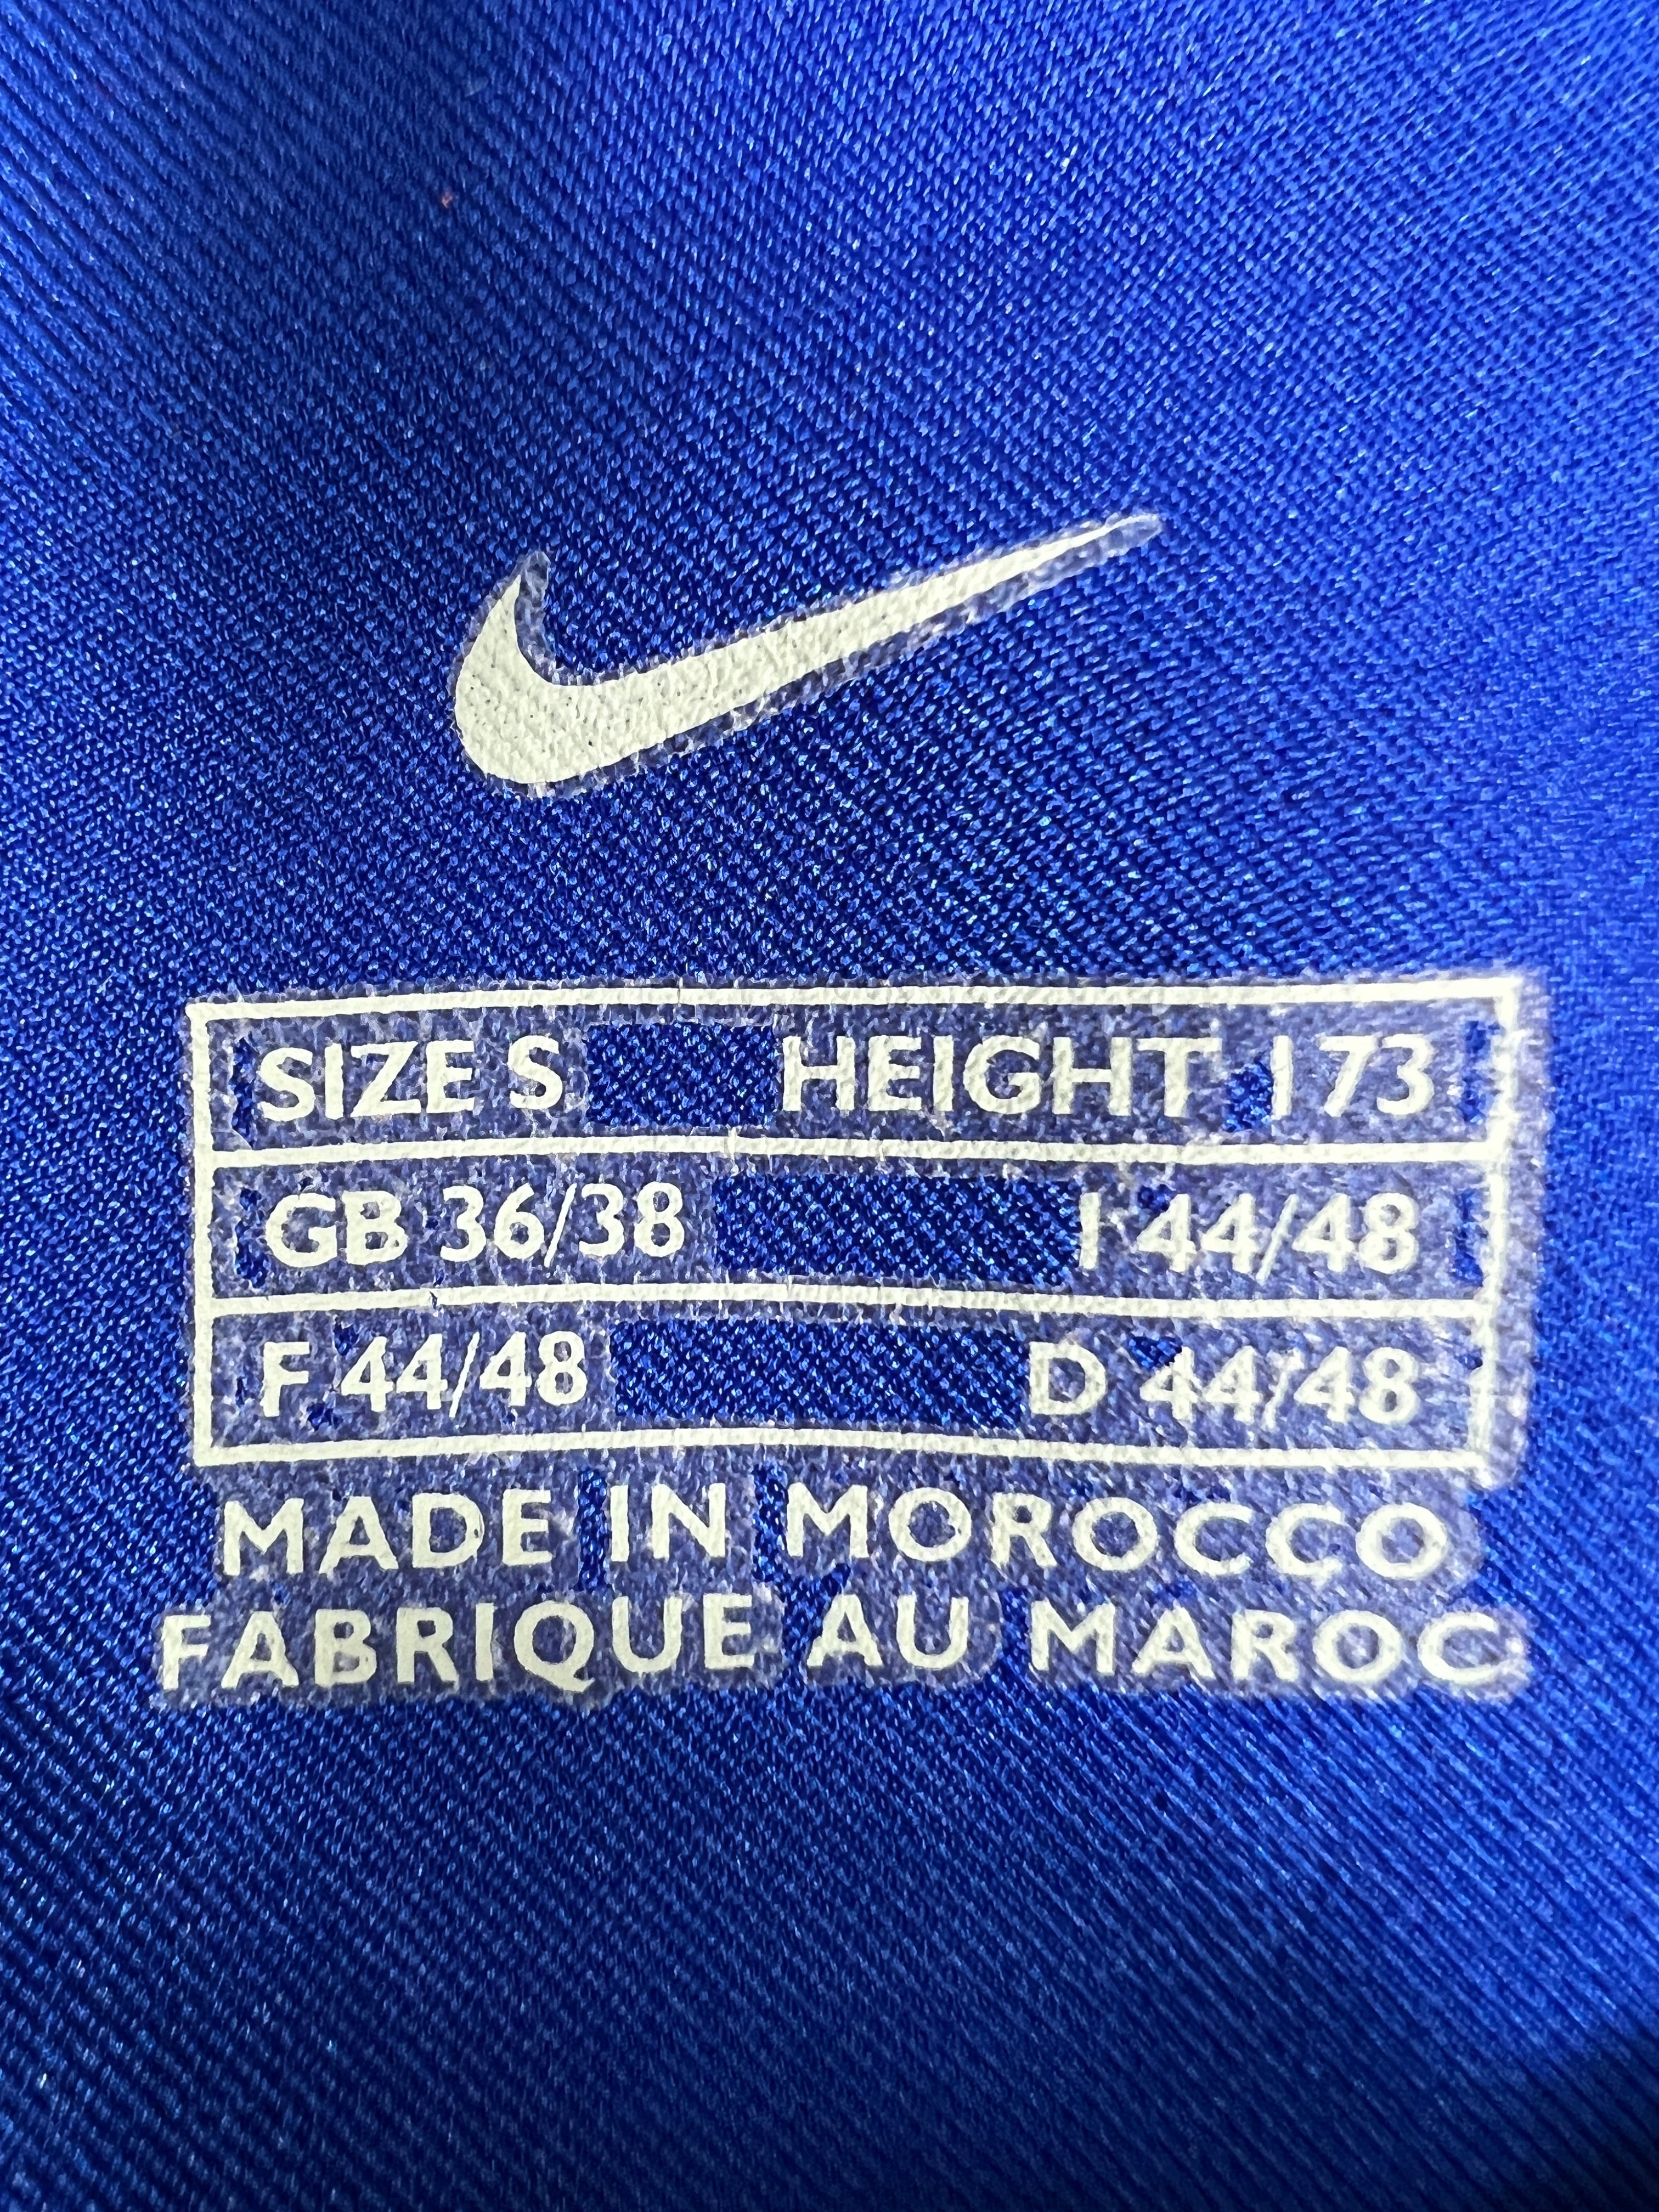 SIZE S HEIGHT 173
GB 36/38 I 44/48
F 44/48 D 44/48
MADE IN MOROCCO
FABRIQUE AU MAROC